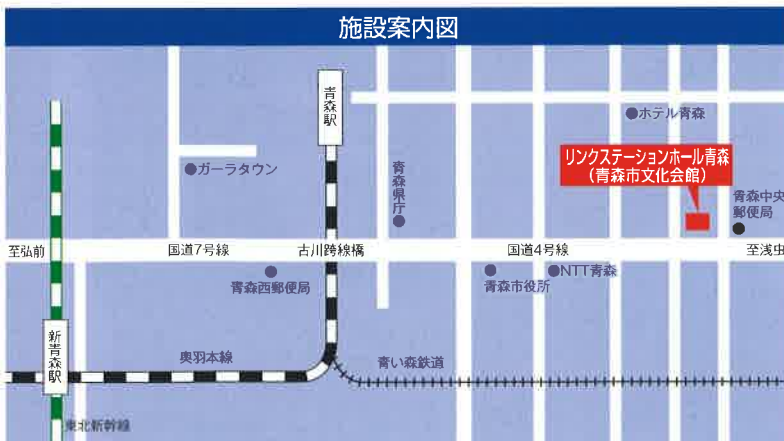 施設案内図
青森駅
ホテル青森
リンクステーションホール青森
（青森市文化会館）
ガーラタウン
青森県庁
青森中央
郵便局
至弘前
国道7号線
古川跨線橋
国道4号線
至浅虫
青森西郵便局
青森市役所
NTT青森
新青森駅
奥羽本線
青い森鉄道
東北新幹線